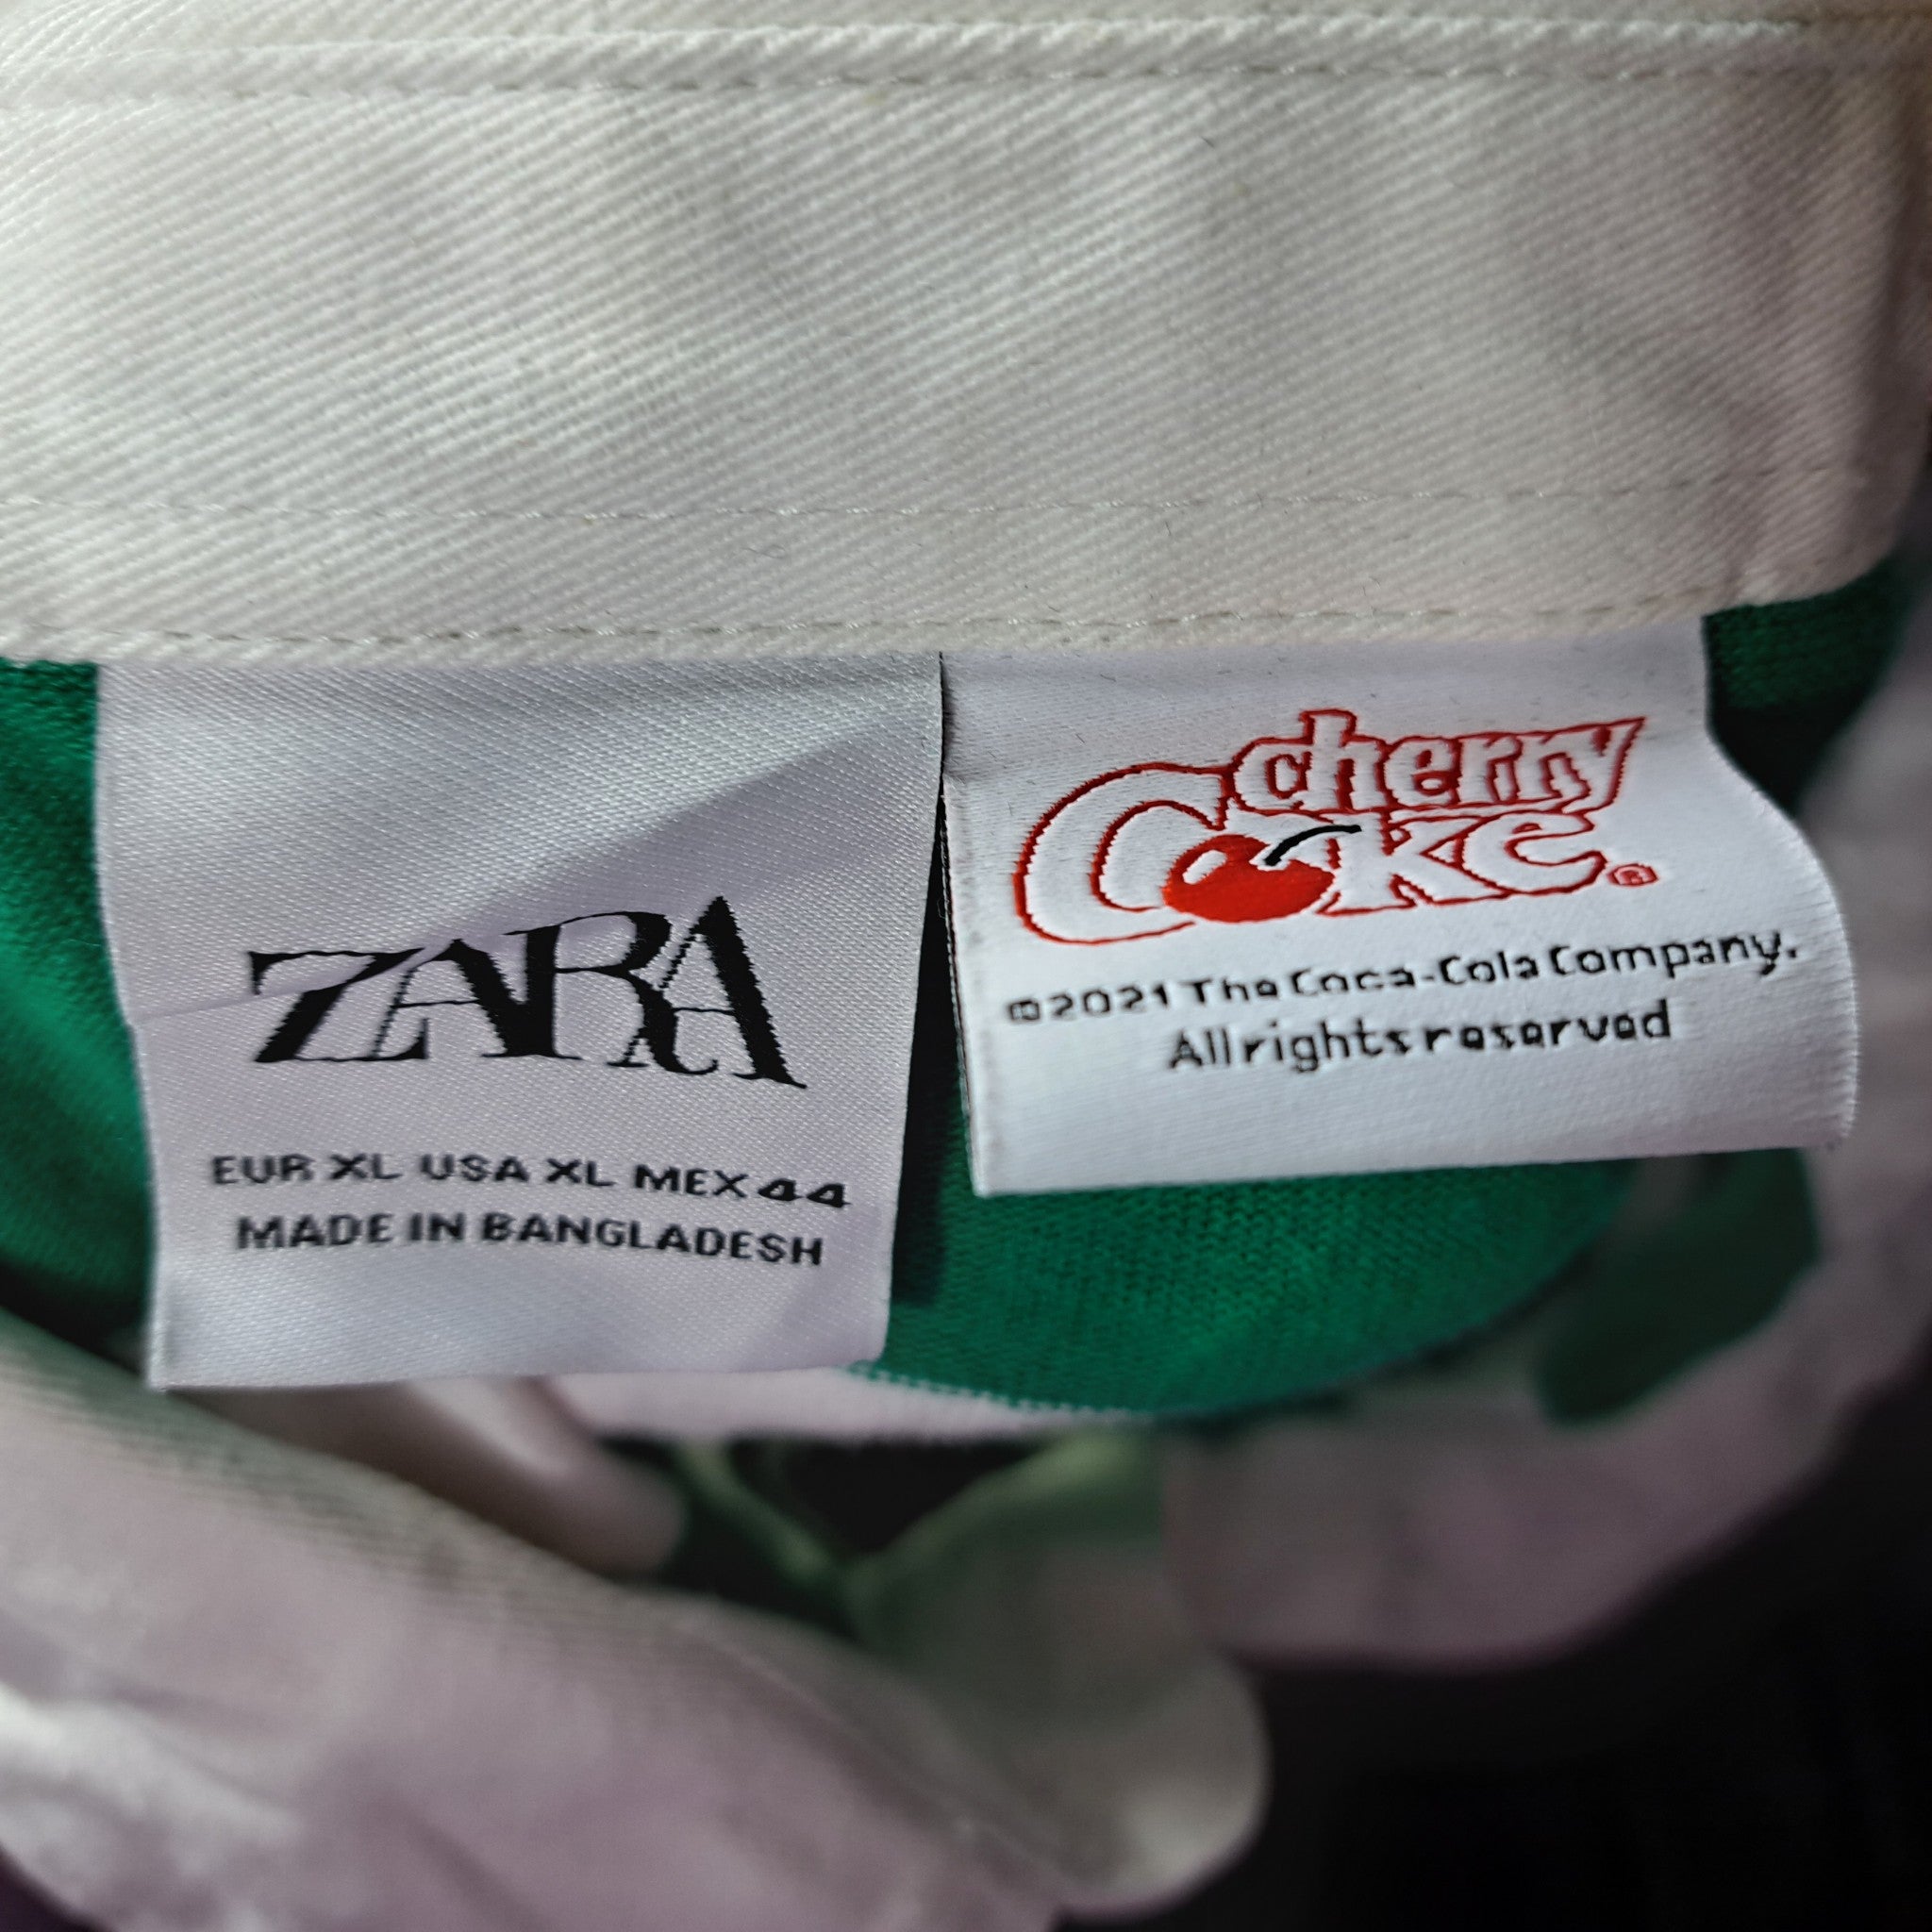 ZARA
EUR XL USA XL MEX 44
MADE IN BANGLADESH
cherry
Coke®
©2021 The Coca-Cola Company.
All rights reserved